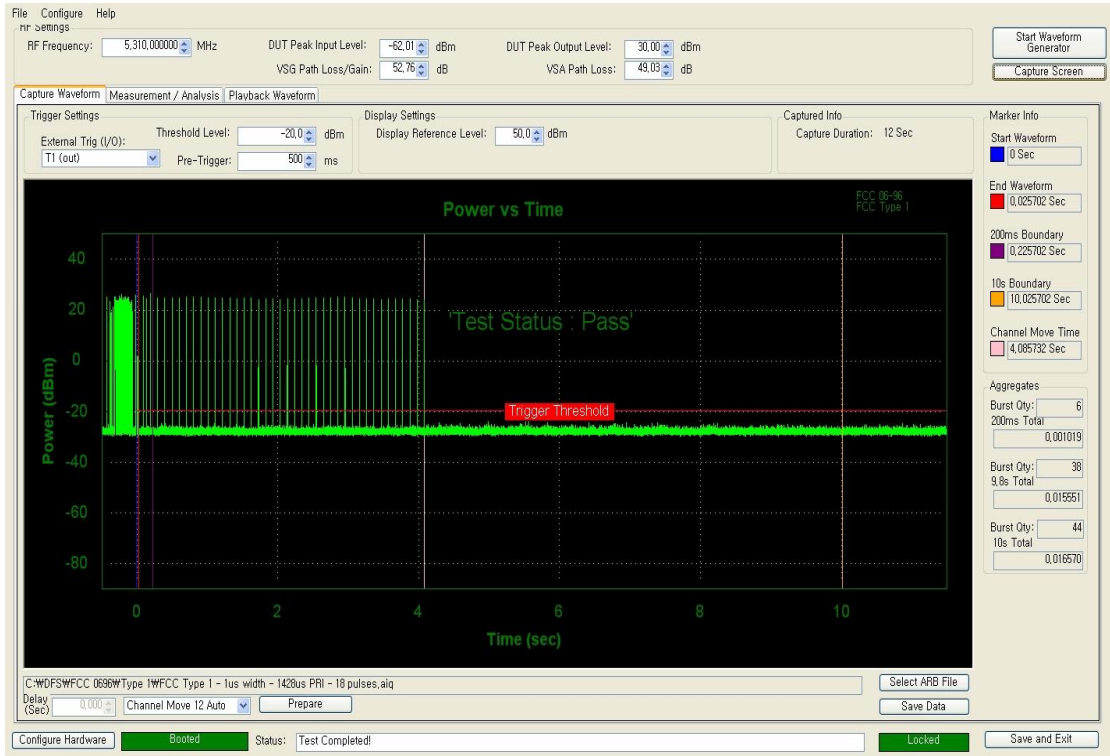 File Configure Help
RF Settings
RF Frequency: 5,310,000000 MHz
DUT Peak Input Level: -62,01 dBm
DUT Peak Output Level: 30,00 dBm
VSG Path Loss/Gain: 52,76 dB
VSA Path Loss: 49,03 dB
Start Waveform
Generator
Capture Screen
Capture Waveform Measurement / Analysis Playback Waveform
Trigger Settings
External Trig (I/O):
T1 (out)
Threshold Level: -20,0 dBm
Pre-Trigger: 500 ms
Display Settings
Display Reference Level: 50,0 dBm
Captured Info
Capture Duration: 12 Sec
Marker Info
Start Waveform
0 Sec
End Waveform
0,025702 Sec
200ms Boundary
0,225702 Sec
10s Boundary
10,025702 Sec
Channel Move Time
4,085732 Sec
Aggregates
Burst Qty: 6
200ms Total
0,001019
Burst Qty: 38
9,8s Total
0,015551
Burst Qty: 44
10s Total
0,016570
Power vs Time
FCC 06-96
FCC Type 1
'Test Status : Pass'
Trigger Threshold
Power (dBm)
40
20
0
-20
-40
-60
-80
0 2 4 6 8 10
Time (sec)
C:₩DFS₩FCC 0696₩Type 1₩FCC Type 1 - 1us width - 1428us PRI - 18 pulses,aiq
Select ARB File
Delay
(Sec) 0,000 Channel Move 12 Auto Prepare
Save Data
Configure Hardware Booted Status: Test Completed! Locked Save and Exit